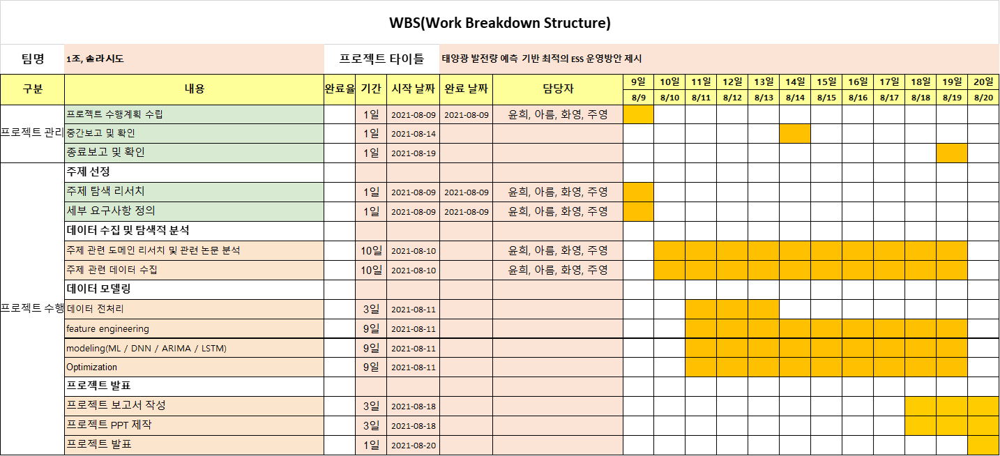 WBS(Work Breakdown Structure)
팀명 1조, 솔라시도 프로젝트 타이틀 태양광 발전량 예측 기반 최적의 ESS 운영방안 제시
구분 내용 완료율 기간 시작 날짜 완료 날짜 담당자 9일 10일 11일 12일 13일 14일 15일 16일 17일 18일 19일 20일
8/9 8/10 8/11 8/12 8/13 8/14 8/15 8/16 8/17 8/18 8/19 8/20
프로젝트 관리
프로젝트 수행계획 수립 1일 2021-08-09 2021-08-09 윤희, 아름, 화영, 주영
중간보고 및 확인 1일 2021-08-14
종료보고 및 확인 1일 2021-08-19
프로젝트 수행
주제 선정
주제 탐색 리서치 1일 2021-08-09 2021-08-09 윤희, 아름, 화영, 주영
세부 요구사항 정의 1일 2021-08-09 2021-08-09 윤희, 아름, 화영, 주영
데이터 수집 및 탐색적 분석
주제 관련 도메인 리서치 및 관련 논문 분석 10일 2021-08-10 윤희, 아름, 화영, 주영
주제 관련 데이터 수집 10일 2021-08-10 윤희, 아름, 화영, 주영
데이터 모델링
데이터 전처리 3일 2021-08-11
feature engineering 9일 2021-08-11
modeling(ML / DNN / ARIMA / LSTM) 9일 2021-08-11
Optimization 9일 2021-08-11
프로젝트 발표
프로젝트 보고서 작성 3일 2021-08-18
프로젝트 PPT 제작 3일 2021-08-18
프로젝트 발표 1일 2021-08-20